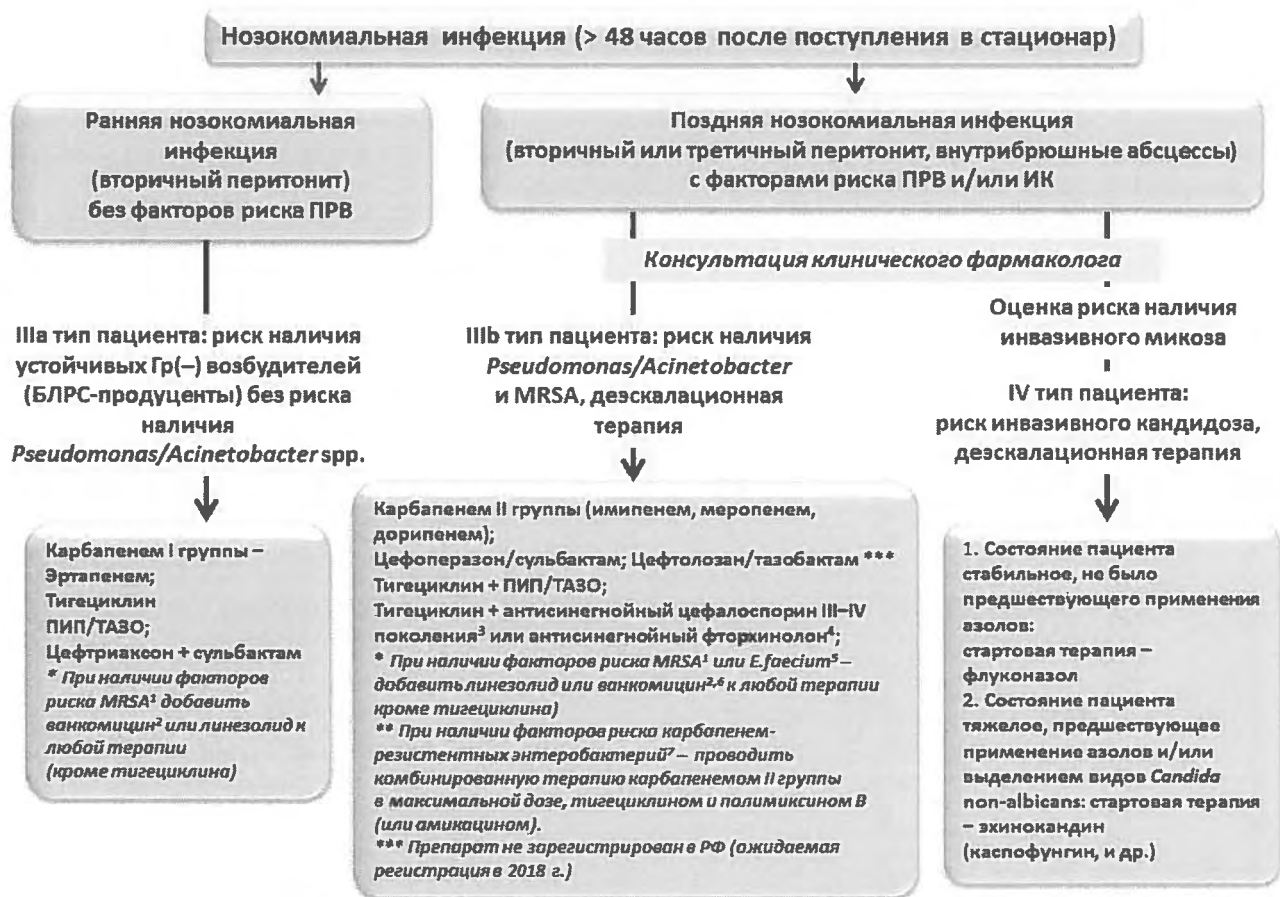 Нозокомиальная инфекция (> 48 часов после поступления в стационар)
Ранняя нозокомиальная
инфекция
(вторичный перитонит)
без факторов риска ПРВ
Поздняя нозокомиальная инфекция
(вторичный или третичный перитонит, внутрибрюшные абсцессы)
с факторами риска ПРВ и/или ИК
Консультация клинического фармаколога
IIIa тип пациента: риск наличия
устойчивых Гр(–) возбудителей
(БЛРС-продуценты) без риска
наличия
Pseudomonas/Acinetobacter spp.
IIIb тип пациента: риск наличия
Pseudomonas/Acinetobacter
и MRSA, деэскалационная
терапия
Оценка риска наличия
инвазивного микоза
IV тип пациента:
риск инвазивного кандидоза,
деэскалационная терапия
Карбапенем I группы –
Эртапенем;
Тигециклин
ПИП/ТАЗО;
Цефтриаксон + сульбактам
* При наличии факторов
риска MRSA¹ добавить
ванкомицин² или линезолид к
любой терапии
(кроме тигециклина)
Карбапенем II группы (имипенем, меропенем,
дорипенем);
Цефоперазон/сульбактам; Цефтолозан/тазобактам ***
Тигециклин + ПИП/ТАЗО;
Тигециклин + антисинегнойный цефалоспорин III–IV
поколения³ или антисинегнойный фторхинолон⁴;
* При наличии факторов риска MRSA¹ или E.faecium⁵ –
добавить линезолид или ванкомицин²,⁶ к любой терапии
кроме тигециклина)
** При наличии факторов риска карбапенем-
резистентных энтеробактерий⁷ – проводить
комбинированную терапию карбапенемом II группы
в максимальной дозе, тигециклином и полимиксином В
(или амикацином).
*** Препарат не зарегистрирован в РФ (ожидаемая
регистрация в 2018 г.)
1. Состояние пациента
стабильное, не было
предшествующего применения
азолов:
стартовая терапия –
флуконазол
2. Состояние пациента
тяжелое, предшествующее
применение азолов и/или
выделением видов Candida
non-albicans: стартовая терапия
– эхинокандин
(каспофунгин, и др.)